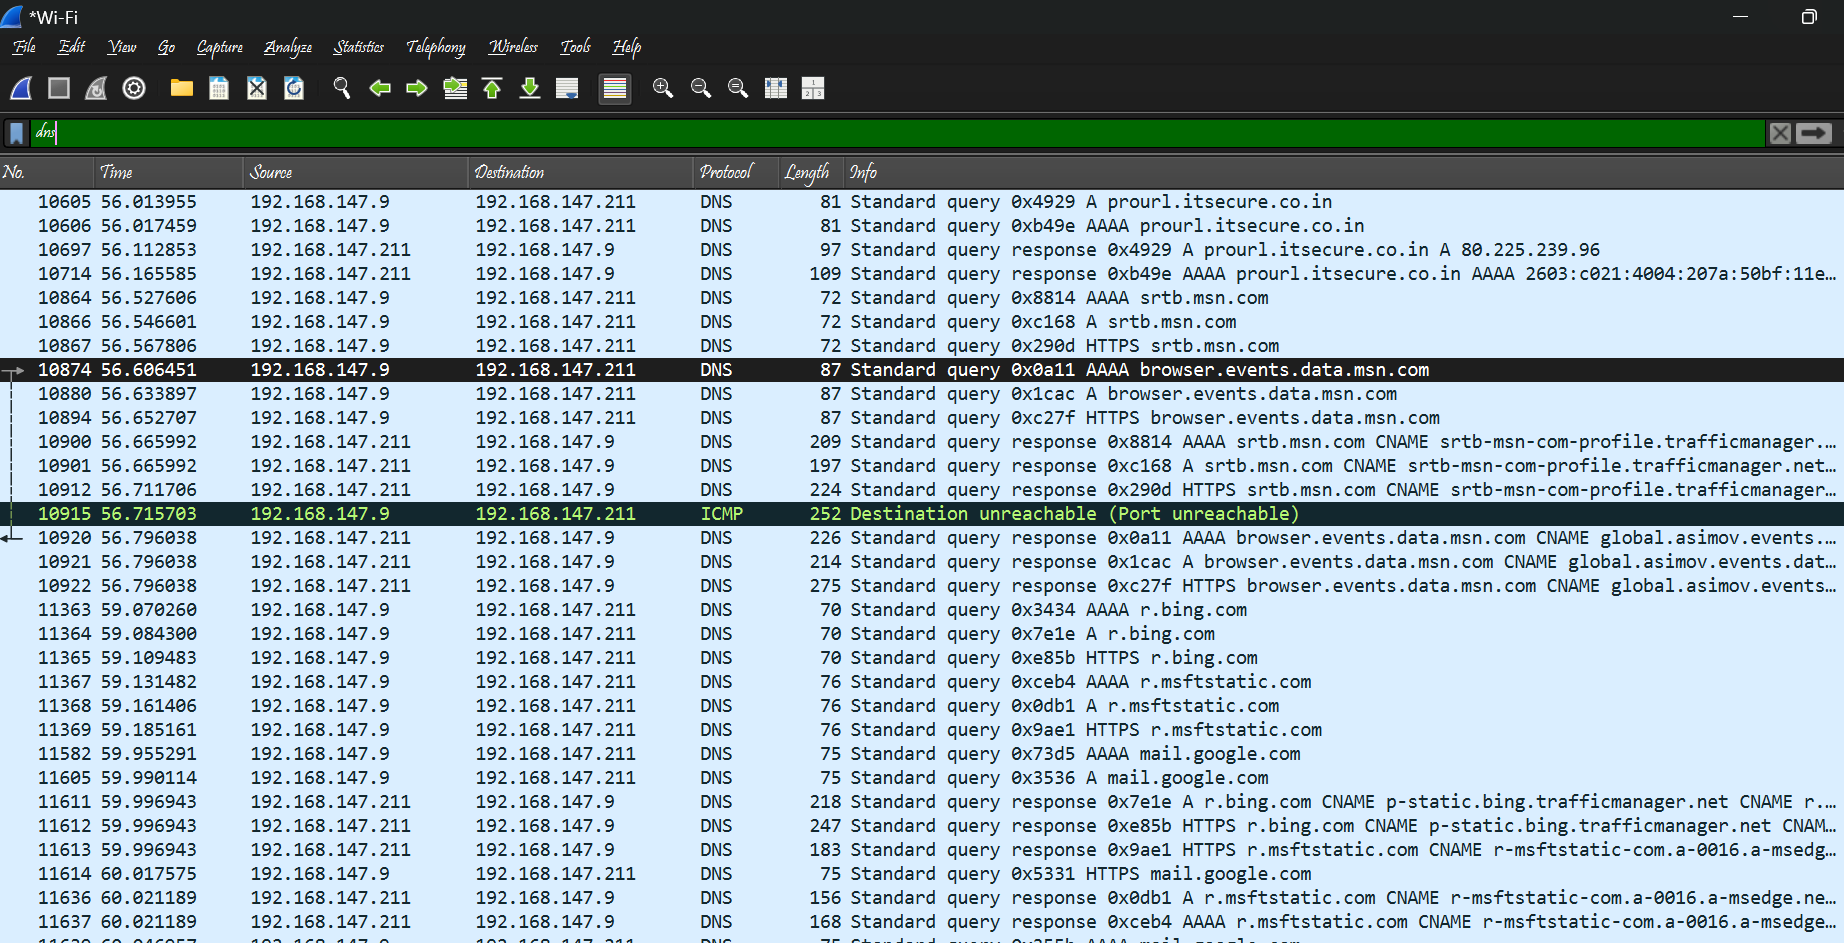 *Wi-Fi
File Edit View Go Capture Analyze Statistics Telephony Wireless Tools Help
dns
No. Time Source Destination Protocol Length Info
10605 56.013955 192.168.147.9 192.168.147.211 DNS 81 Standard query 0x4929 A prourl.itsecure.co.in
10606 56.017459 192.168.147.9 192.168.147.211 DNS 81 Standard query 0xb49e AAAA prourl.itsecure.co.in
10697 56.112853 192.168.147.211 192.168.147.9 DNS 97 Standard query response 0x4929 A prourl.itsecure.co.in A 80.225.239.96
10714 56.165585 192.168.147.211 192.168.147.9 DNS 109 Standard query response 0xb49e AAAA prourl.itsecure.co.in AAAA 2603:c021:4004:207a:50bf:11e…
10864 56.527606 192.168.147.9 192.168.147.211 DNS 72 Standard query 0x8814 AAAA srtb.msn.com
10866 56.546601 192.168.147.9 192.168.147.211 DNS 72 Standard query 0xc168 A srtb.msn.com
10867 56.567806 192.168.147.9 192.168.147.211 DNS 72 Standard query 0x290d HTTPS srtb.msn.com
10874 56.606451 192.168.147.9 192.168.147.211 DNS 87 Standard query 0x0a11 AAAA browser.events.data.msn.com
10880 56.633897 192.168.147.9 192.168.147.211 DNS 87 Standard query 0x1cac A browser.events.data.msn.com
10894 56.652707 192.168.147.9 192.168.147.211 DNS 87 Standard query 0xc27f HTTPS browser.events.data.msn.com
10900 56.665992 192.168.147.211 192.168.147.9 DNS 209 Standard query response 0x8814 AAAA srtb.msn.com CNAME srtb-msn-com-profile.trafficmanager.…
10901 56.665992 192.168.147.211 192.168.147.9 DNS 197 Standard query response 0xc168 A srtb.msn.com CNAME srtb-msn-com-profile.trafficmanager.net…
10912 56.711706 192.168.147.211 192.168.147.9 DNS 224 Standard query response 0x290d HTTPS srtb.msn.com CNAME srtb-msn-com-profile.trafficmanager…
10915 56.715703 192.168.147.9 192.168.147.211 ICMP 252 Destination unreachable (Port unreachable)
10920 56.796038 192.168.147.211 192.168.147.9 DNS 226 Standard query response 0x0a11 AAAA browser.events.data.msn.com CNAME global.asimov.events.…
10921 56.796038 192.168.147.211 192.168.147.9 DNS 214 Standard query response 0x1cac A browser.events.data.msn.com CNAME global.asimov.events.dat…
10922 56.796038 192.168.147.211 192.168.147.9 DNS 275 Standard query response 0xc27f HTTPS browser.events.data.msn.com CNAME global.asimov.events…
11363 59.070260 192.168.147.9 192.168.147.211 DNS 70 Standard query 0x3434 AAAA r.bing.com
11364 59.084300 192.168.147.9 192.168.147.211 DNS 70 Standard query 0x7e1e A r.bing.com
11365 59.109483 192.168.147.9 192.168.147.211 DNS 70 Standard query 0xe85b HTTPS r.bing.com
11367 59.131482 192.168.147.9 192.168.147.211 DNS 76 Standard query 0xceb4 AAAA r.msftstatic.com
11368 59.161406 192.168.147.9 192.168.147.211 DNS 76 Standard query 0x0db1 A r.msftstatic.com
11369 59.185161 192.168.147.9 192.168.147.211 DNS 76 Standard query 0x9ae1 HTTPS r.msftstatic.com
11582 59.955291 192.168.147.9 192.168.147.211 DNS 75 Standard query 0x73d5 AAAA mail.google.com
11605 59.990114 192.168.147.9 192.168.147.211 DNS 75 Standard query 0x3536 A mail.google.com
11611 59.996943 192.168.147.211 192.168.147.9 DNS 218 Standard query response 0x7e1e A r.bing.com CNAME p-static.bing.trafficmanager.net CNAME r.…
11612 59.996943 192.168.147.211 192.168.147.9 DNS 247 Standard query response 0xe85b HTTPS r.bing.com CNAME p-static.bing.trafficmanager.net CNAM…
11613 59.996943 192.168.147.211 192.168.147.9 DNS 183 Standard query response 0x9ae1 HTTPS r.msftstatic.com CNAME r-msftstatic-com.a-0016.a-msedg…
11614 60.017575 192.168.147.9 192.168.147.211 DNS 75 Standard query 0x5331 HTTPS mail.google.com
11636 60.021189 192.168.147.211 192.168.147.9 DNS 156 Standard query response 0x0db1 A r.msftstatic.com CNAME r-msftstatic-com.a-0016.a-msedge.ne…
11637 60.021189 192.168.147.211 192.168.147.9 DNS 168 Standard query response 0xceb4 AAAA r.msftstatic.com CNAME r-msftstatic-com.a-0016.a-msedge…